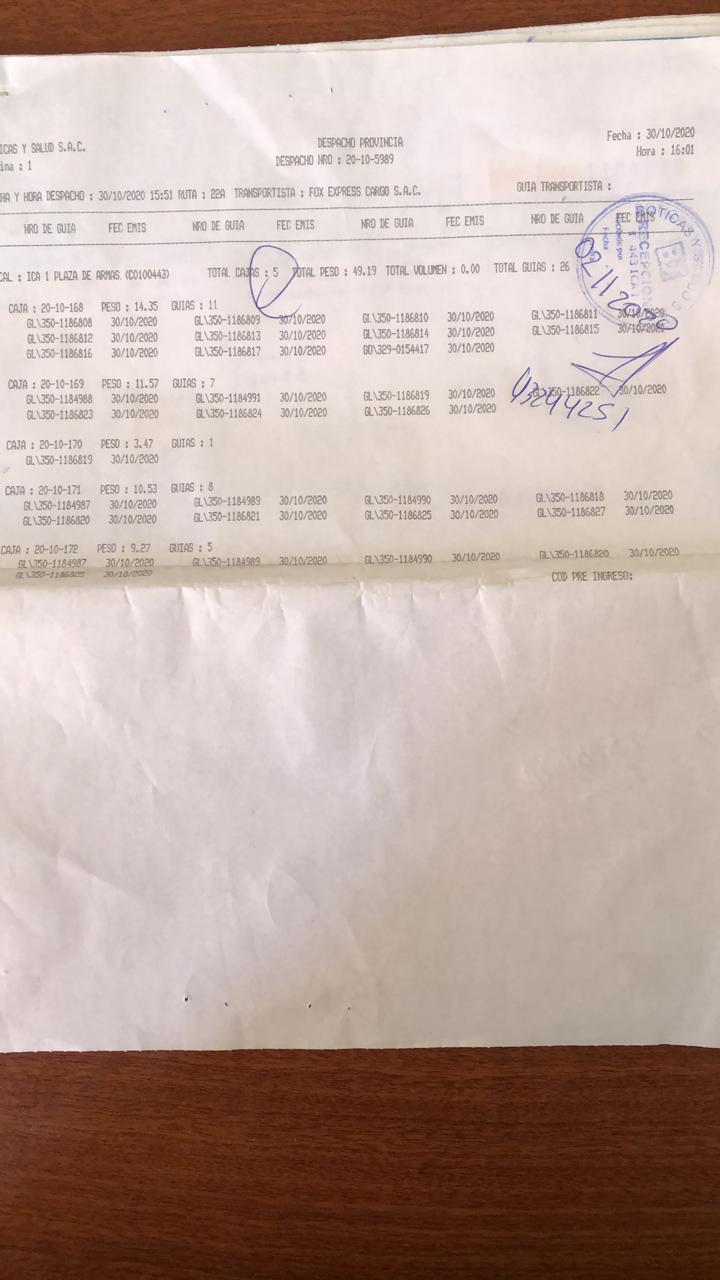 ICAS Y SALUD S.A.C. DESPACHO PROVINCIA Fecha : 30/10/2020
ina : 1 DESPACHO NRO : 20-10-5989 Hora : 16:01
HA Y HORA DESPACHO : 30/10/2020 15:51 RUTA : 22A TRANSPORTISTA : FOX EXPRESS CARGO S.A.C. GUIA TRANSPORTISTA :
NRO DE GUIA FEC EMIS NRO DE GUIA FEC EMIS NRO DE GUIA FEC EMIS NRO DE GUIA FEC EMIS
CAL : ICA 1 PLAZA DE ARMAS (C0100443) TOTAL CAJAS : 5 TOTAL PESO : 49.19 TOTAL VOLUMEN : 0.00 TOTAL GUIAS : 26
CAJA : 20-10-168 PESO : 14.35 GUIAS : 11
GL\350-1186808 30/10/2020 GL\350-1186809 30/10/2020 GL\350-1186810 30/10/2020 GL\350-1186811 30/10/2020
GL\350-1186812 30/10/2020 GL\350-1186813 30/10/2020 GL\350-1186814 30/10/2020 GL\350-1186815 30/10/2020
GL\350-1186816 30/10/2020 GL\350-1186817 30/10/2020 GD\329-0154417 30/10/2020
CAJA : 20-10-169 PESO : 11.57 GUIAS : 7
GL\350-1184988 30/10/2020 GL\350-1184991 30/10/2020 GL\350-1186819 30/10/2020 GL\350-1186822 30/10/2020
GL\350-1186823 30/10/2020 GL\350-1186824 30/10/2020 GL\350-1186826 30/10/2020
43244251
CAJA : 20-10-170 PESO : 3.47 GUIAS : 1
GL\350-1186819 30/10/2020
CAJA : 20-10-171 PESO : 10.53 GUIAS : 8
GL\350-1184987 30/10/2020 GL\350-1184989 30/10/2020 GL\350-1184990 30/10/2020 GL\350-1186818 30/10/2020
GL\350-1186820 30/10/2020 GL\350-1186821 30/10/2020 GL\350-1186825 30/10/2020 GL\350-1186827 30/10/2020
CAJA : 20-10-172 PESO : 9.27 GUIAS : 5
GL\350-1184987 30/10/2020 GL\350-1184989 30/10/2020 GL\350-1184990 30/10/2020 GL\350-1186820 30/10/2020
GL\350-1186825 30/10/2020
COD PRE INGRESO:
RECEPCION
443 ICA 1
Recibido por
Fecha